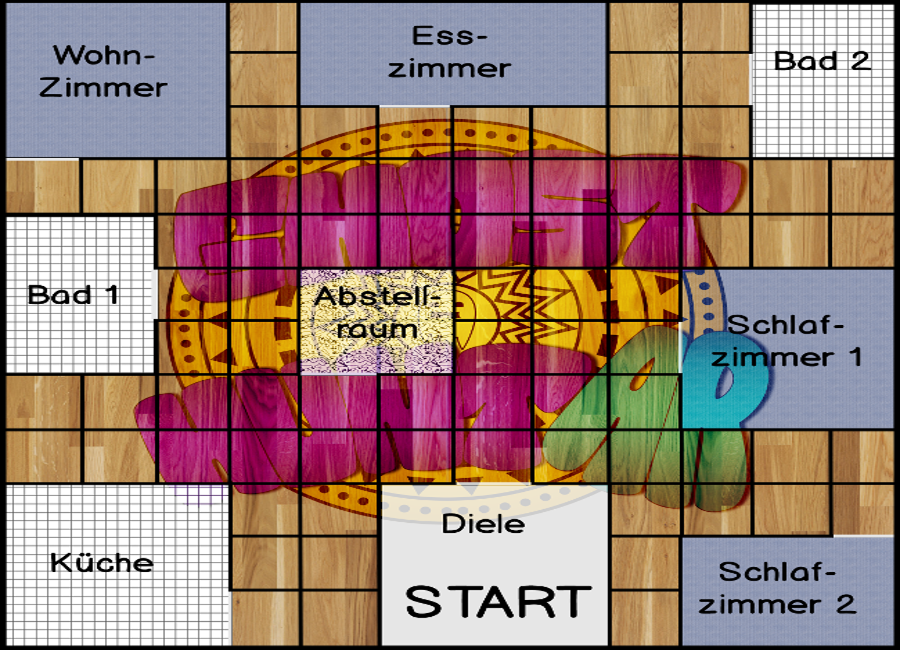 Wohn-
Zimmer
Ess-
zimmer
Bad 2
Bad 1
Abstell-
raum
Schlaf-
zimmer 1
Küche
Diele
START
Schlaf-
zimmer 2